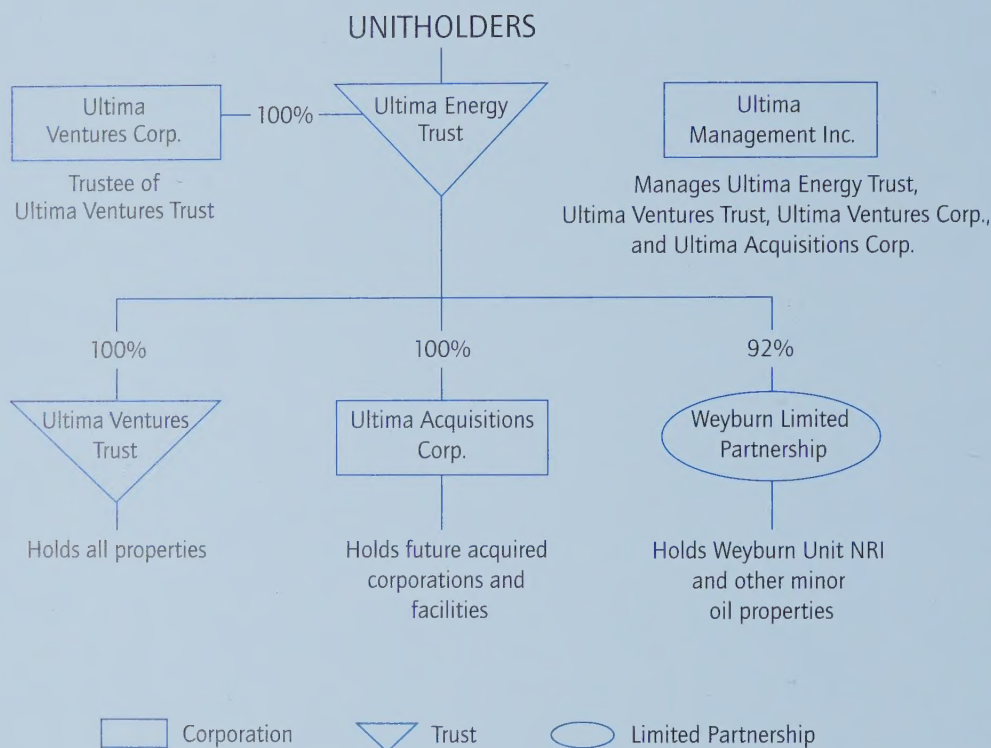 UNITHOLDERS
Ultima
Ventures Corp.
100%
Ultima Energy
Trust
Ultima
Management Inc.
Trustee of
Ultima Ventures Trust
Manages Ultima Energy Trust,
Ultima Ventures Trust, Ultima Ventures Corp.,
and Ultima Acquisitions Corp.
100%
100%
92%
Ultima Ventures
Trust
Ultima Acquisitions
Corp.
Weyburn Limited
Partnership
Holds all properties
Holds future acquired
corporations and
facilities
Holds Weyburn Unit NRI
and other minor
oil properties
Corporation
Trust
Limited Partnership